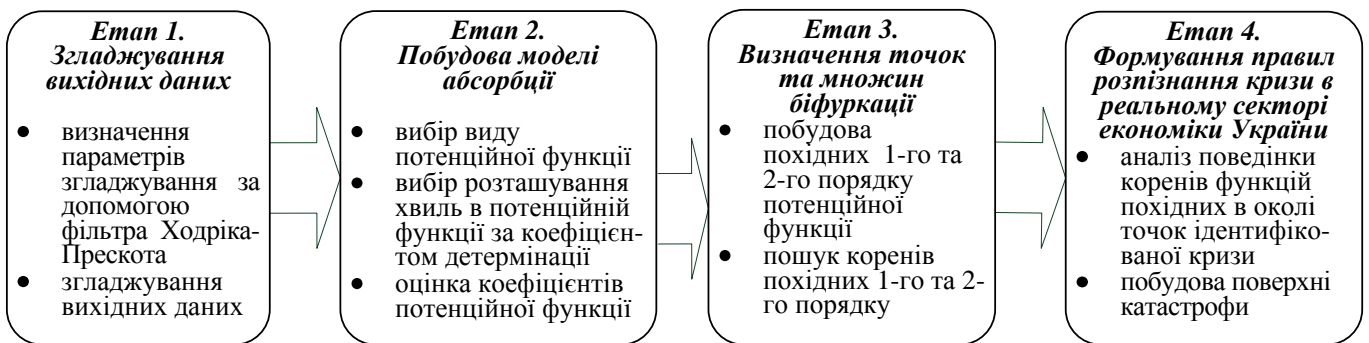 Етап 1.
Згладжування
вихідних даних
● визначення
параметрів
згладжування за
допомогою
фільтра Ходріка-
Прескота
● згладжування
вихідних даних
Етап 2.
Побудова моделі
абсорбції
● вибір виду
потенційної функції
● вибір розташування
хвиль в потенційній
функції за коефіцієн-
том детермінації
● оцінка коефіцієнтів
потенційної функції
Етап 3.
Визначення точок
та множин
біфуркації
● побудова
похідних 1-го та
2-го порядку
потенційної
функції
● пошук коренів
похідних 1-го та 2-
го порядку
Етап 4.
Формування правил
розпізнання кризи в
реальному секторі
економіки України
● аналіз поведінки
коренів функцій
похідних в околі
точок ідентифіко-
ваної кризи
● побудова поверхні
катастрофи